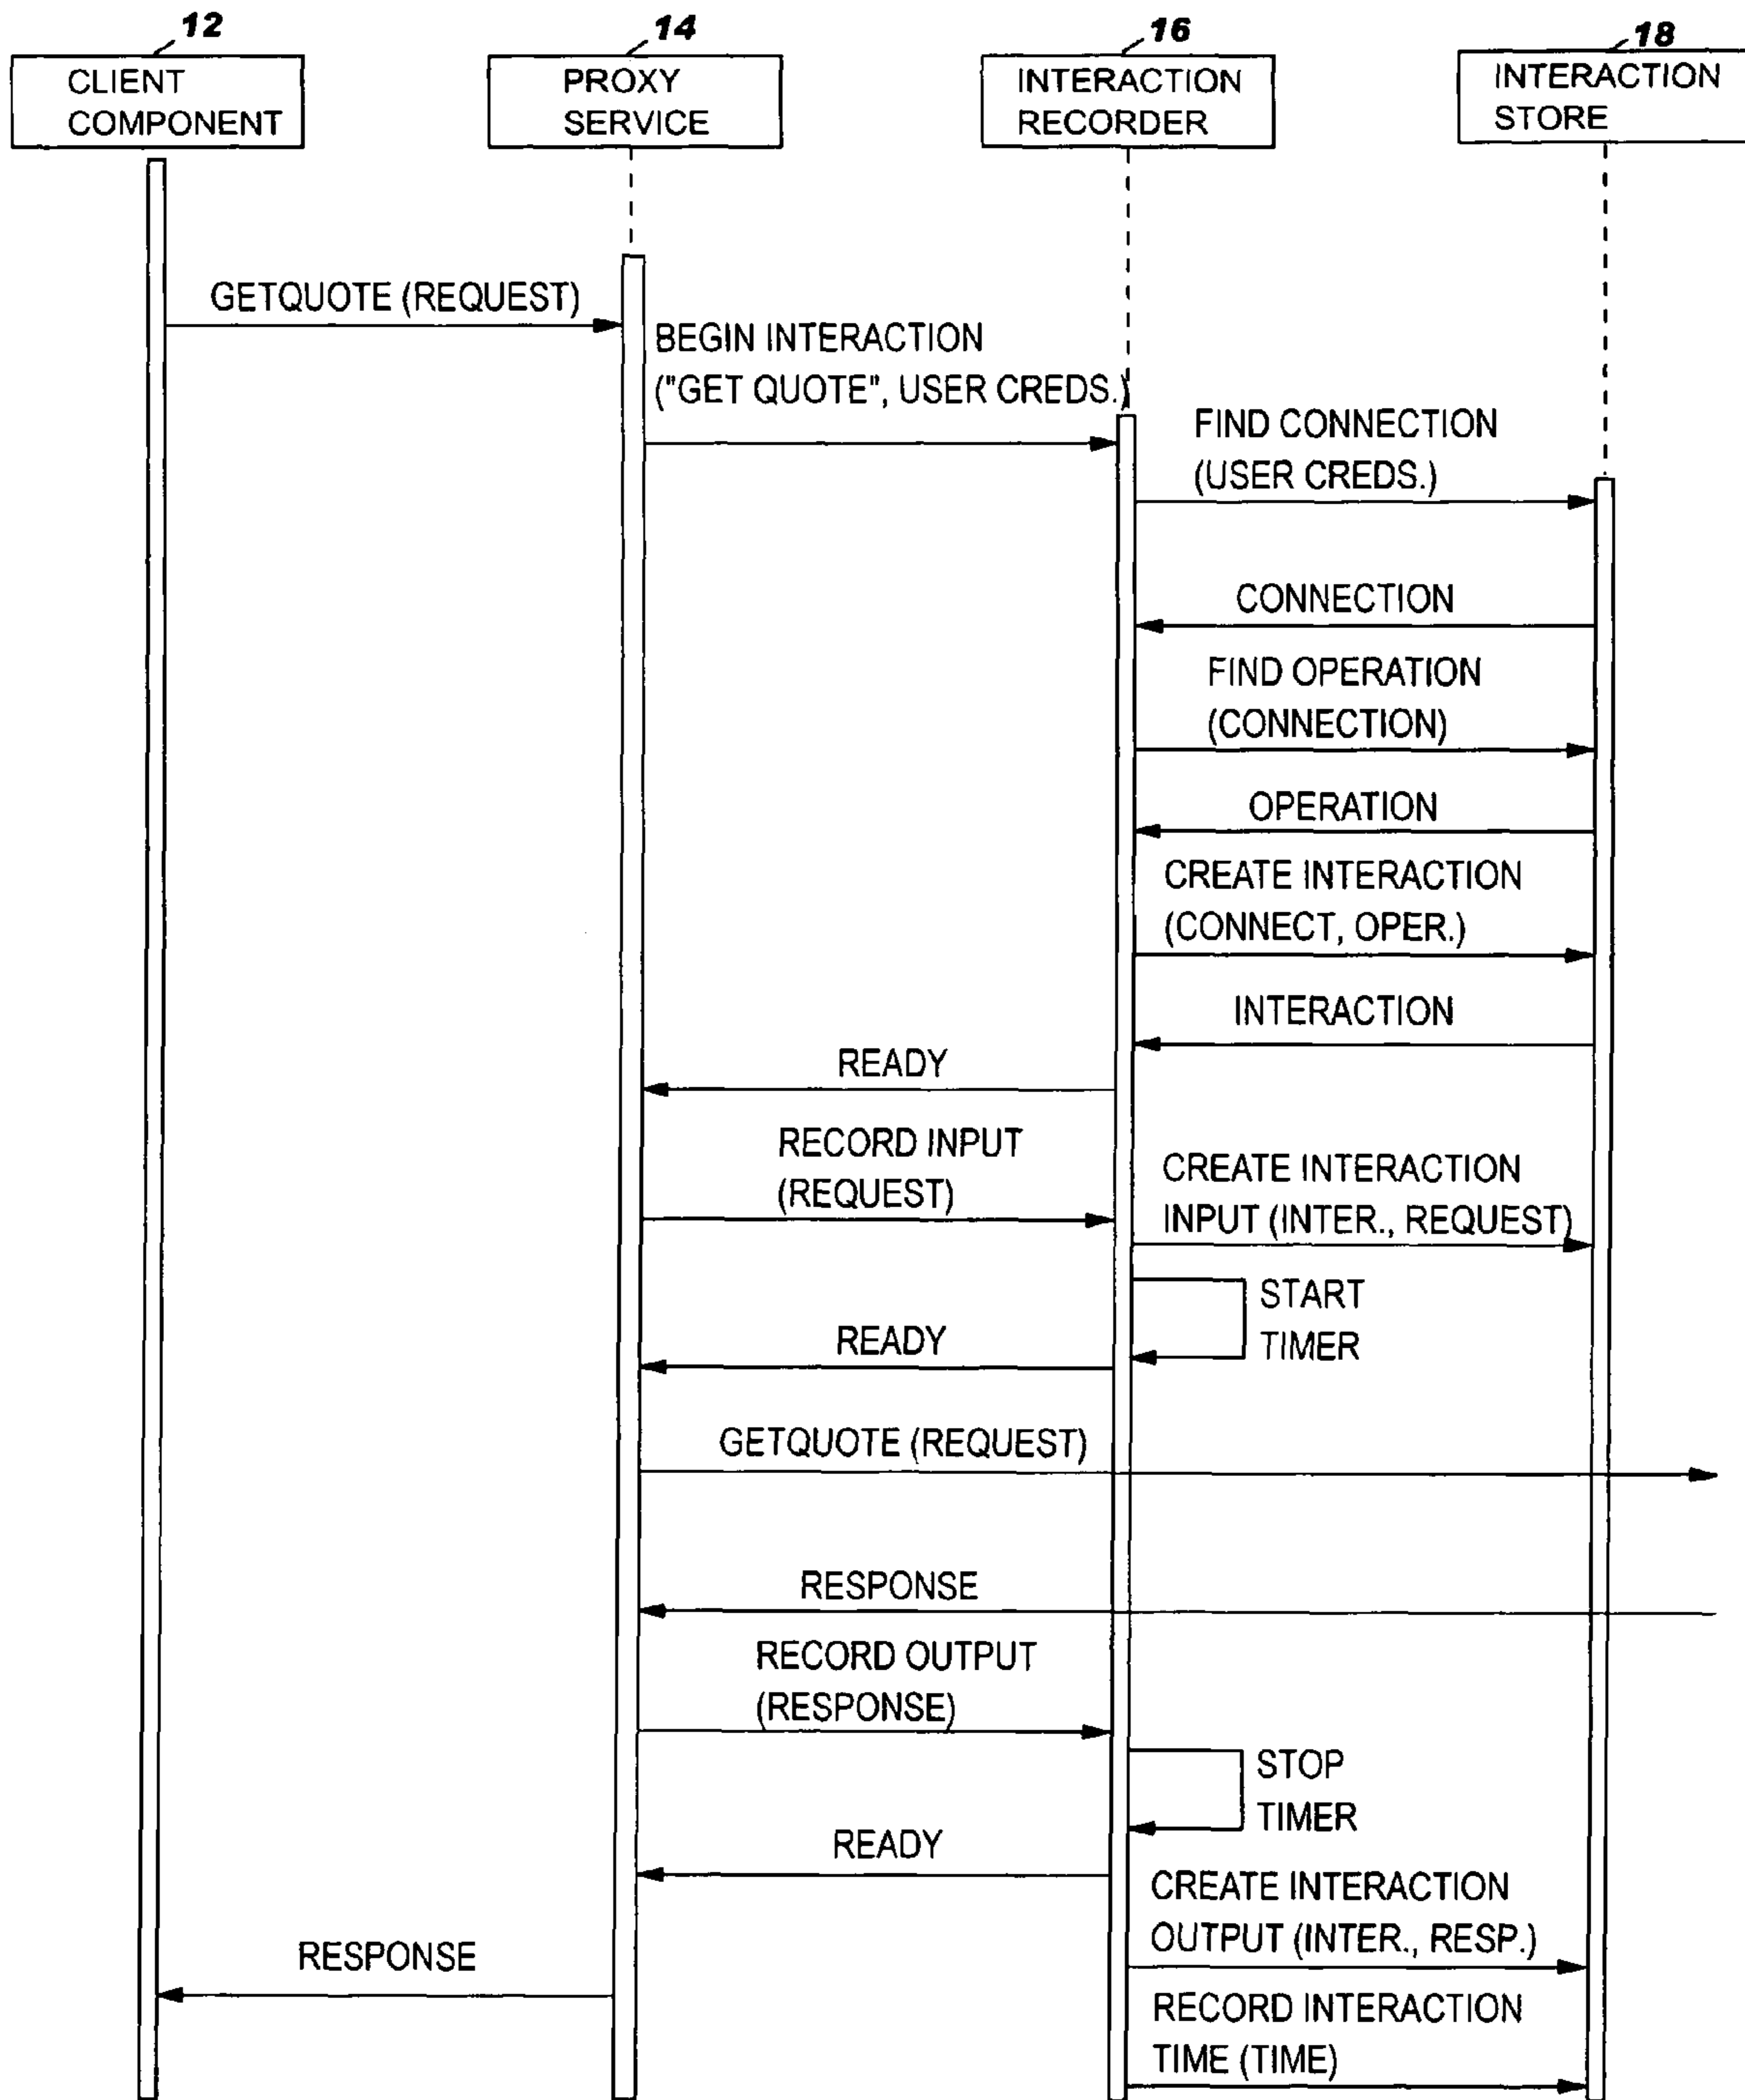 12
14
16
18
CLIENT
COMPONENT
PROXY
SERVICE
INTERACTION
RECORDER
INTERACTION
STORE
GETQUOTE (REQUEST)
BEGIN INTERACTION
("GET QUOTE", USER CREDS.)
FIND CONNECTION
(USER CREDS.)
CONNECTION
FIND OPERATION
(CONNECTION)
OPERATION
CREATE INTERACTION
(CONNECT, OPER.)
INTERACTION
READY
RECORD INPUT
(REQUEST)
CREATE INTERACTION
INPUT (INTER., REQUEST)
START
TIMER
READY
GETQUOTE (REQUEST)
RESPONSE
RECORD OUTPUT
(RESPONSE)
STOP
TIMER
READY
CREATE INTERACTION
OUTPUT (INTER., RESP.)
RESPONSE
RECORD INTERACTION
TIME (TIME)